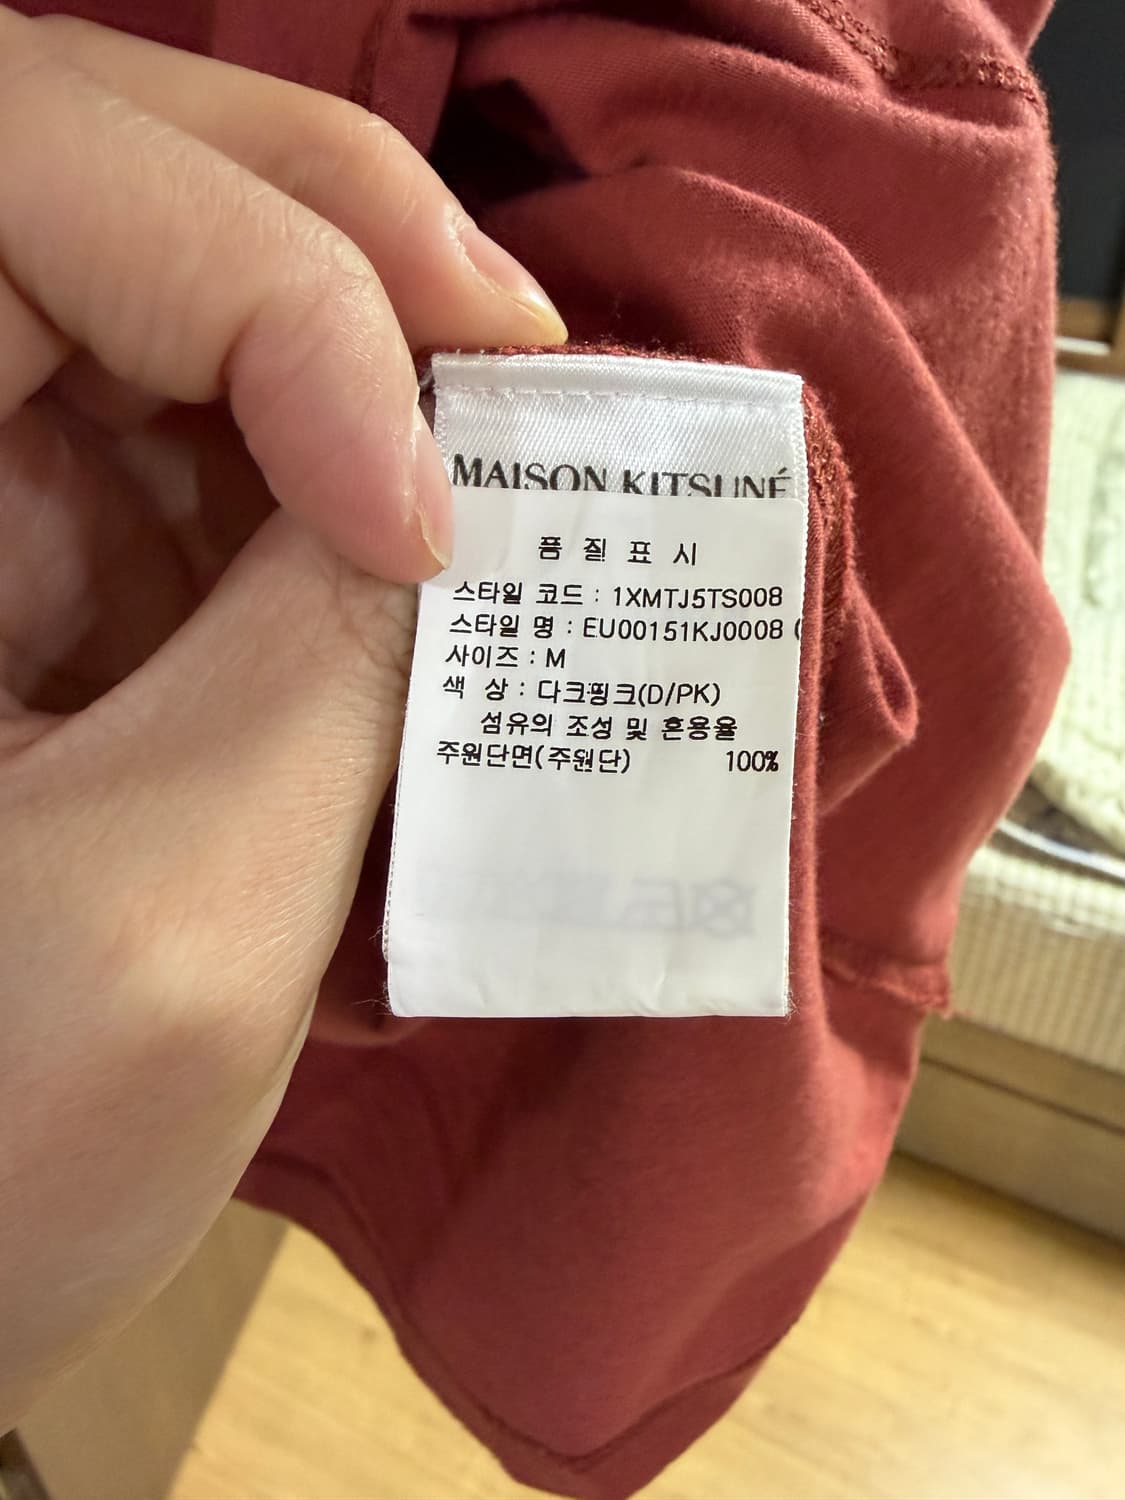 MAISON KITSUNÉ
품 질 표 시
스타일 코드 : 1XMTJ5TS008
스타일 명 : EU00151KJ0008 (
사이즈 : M
색 상 : 다크핑크(D/PK)
섬유의 조성 및 혼용율
주원단면(주원단) 100%